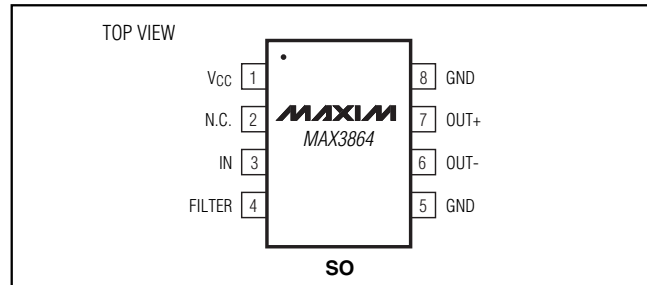 TOP VIEW
VCC 1
N.C. 2
IN 3
FILTER 4
MAXIM
MAX3864
8 GND
7 OUT+
6 OUT-
5 GND
SO